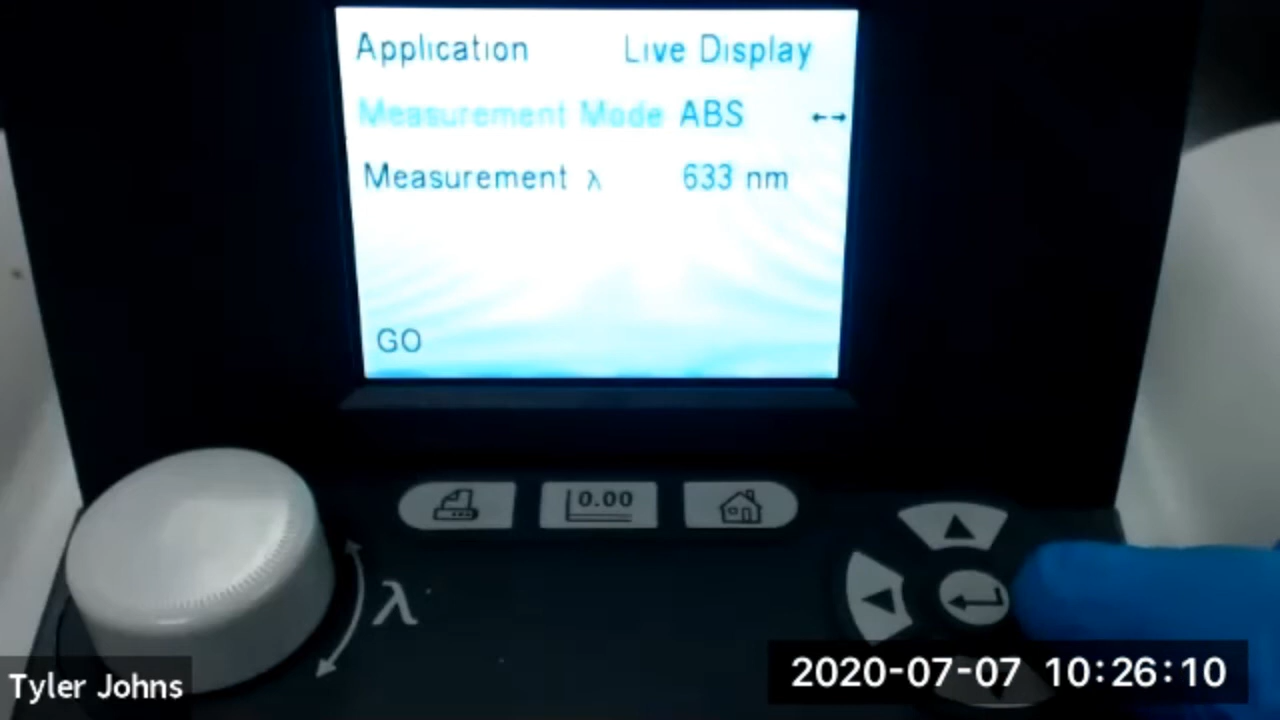 Application Live Display
Measurement Mode ABS ←→
Measurement λ 633 nm
GO
0.00
λ
Tyler Johns
2020-07-07 10:26:10